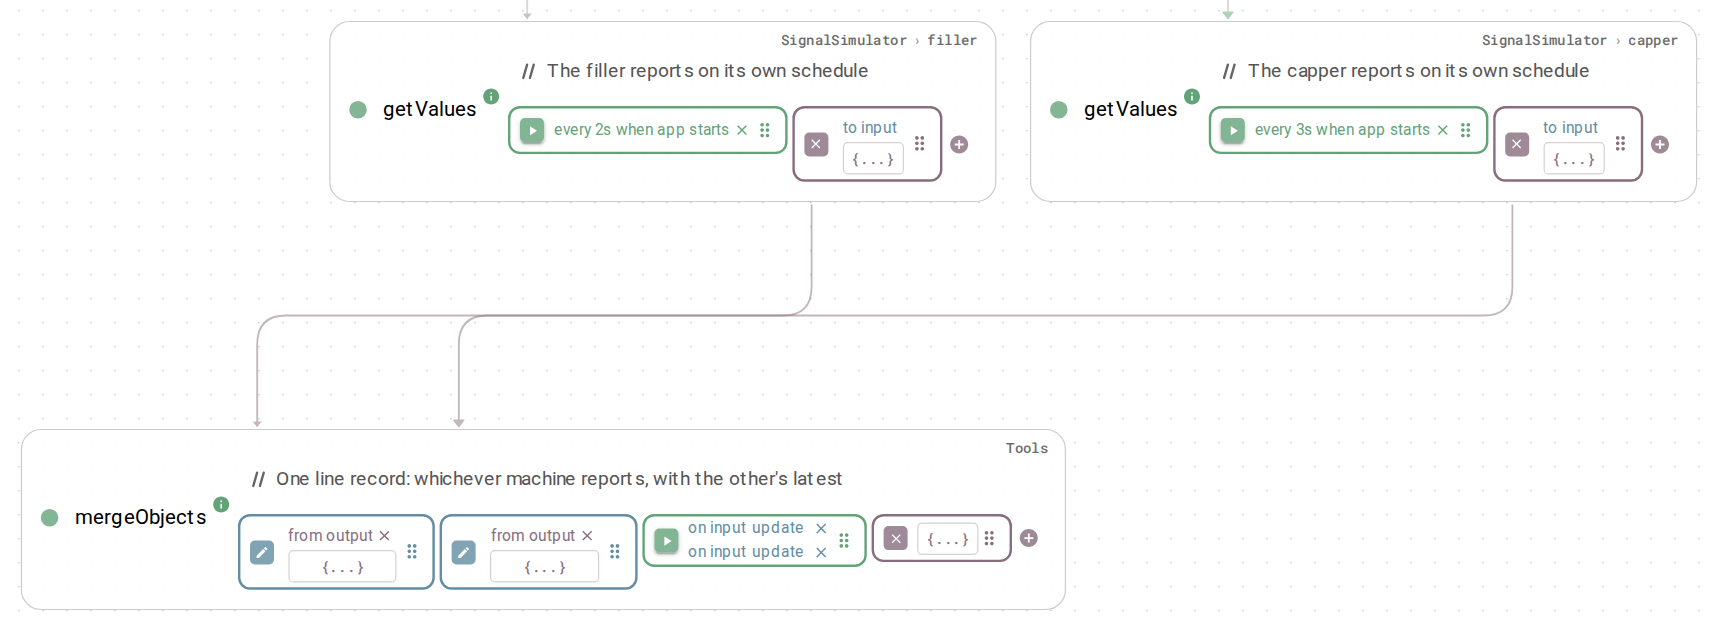 SignalSimulator › filler
// The filler reports on its own schedule
getValues
every 2s when app starts
to input
{...}
SignalSimulator › capper
// The capper reports on its own schedule
getValues
every 3s when app starts
to input
{...}
Tools
// One line record: whichever machine reports, with the other's latest
mergeObjects
from output
{...}
from output
{...}
on input update
on input update
{...}